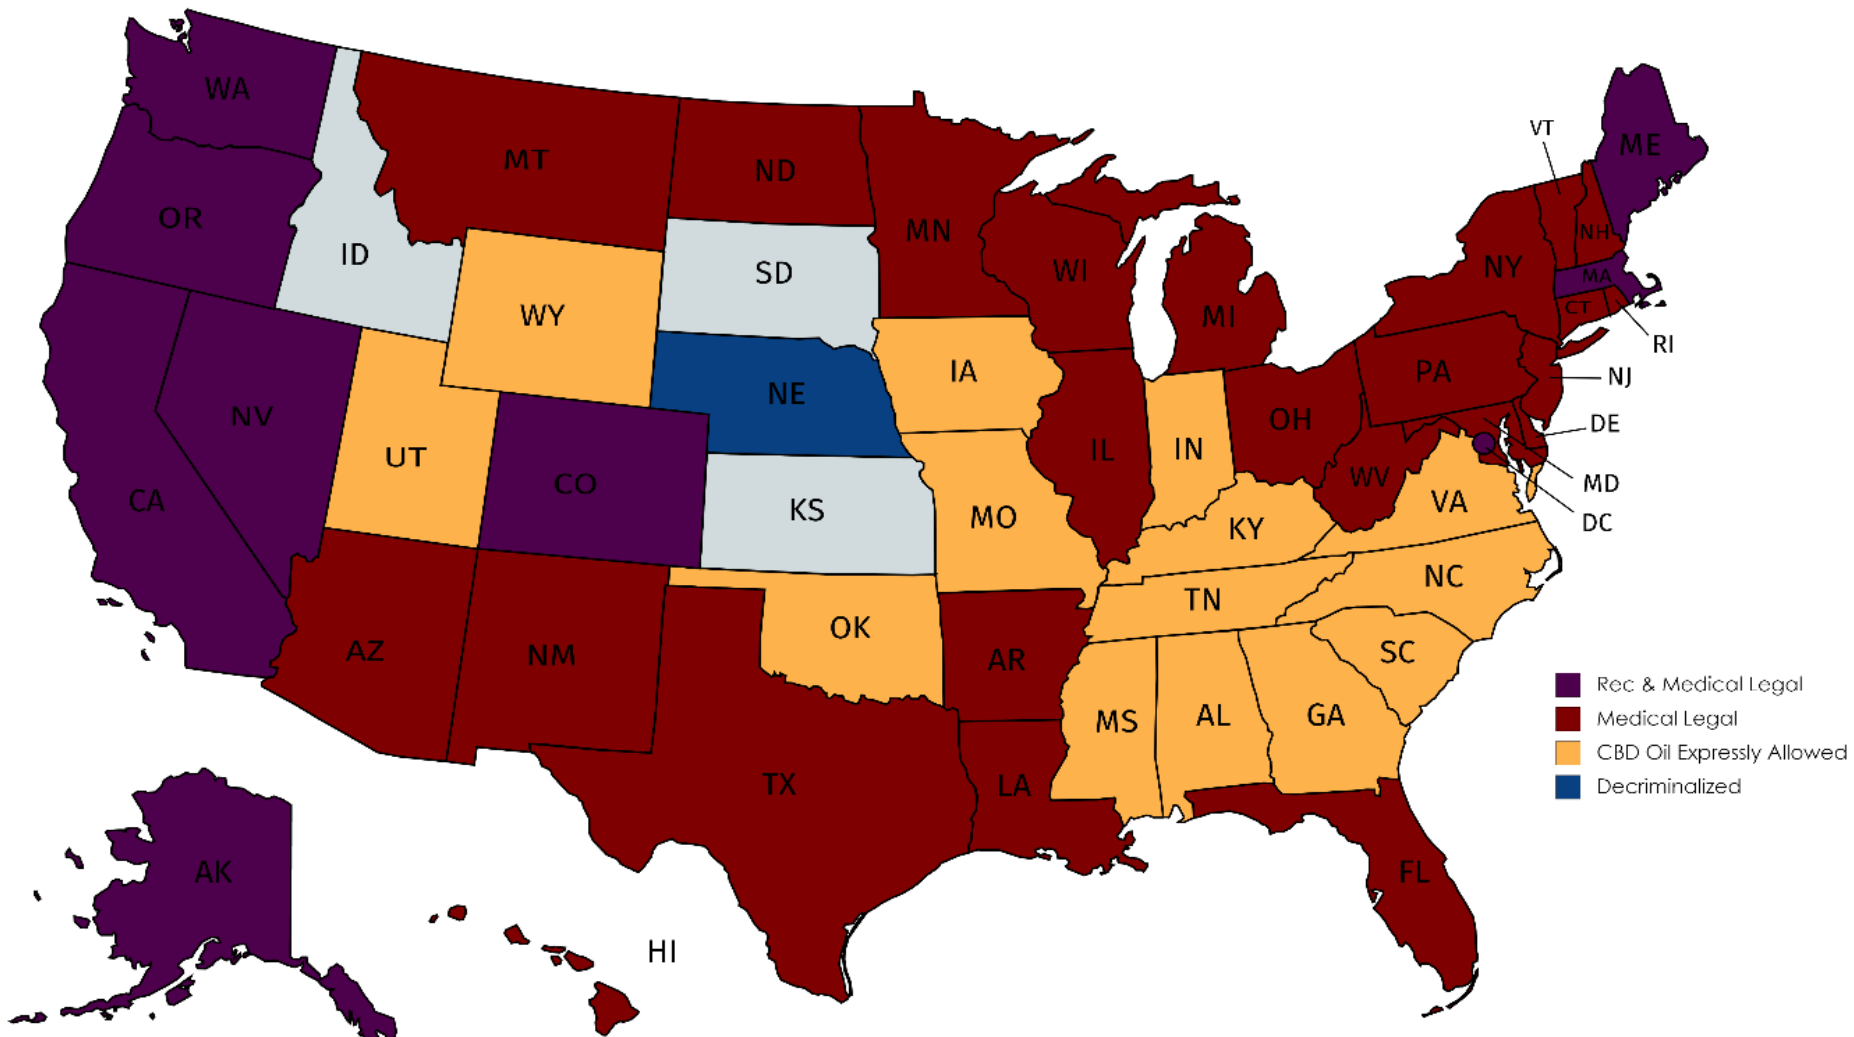 WA
MT
ND
MN
OR
ID
SD
WI
MI
WY
VT
ME
NH
NY
MA
CT
RI
NJ
PA
NE
IA
NV
UT
CO
KS
CA
IL
IN
OH
WV
VA
DE
MD
DC
MO
KY
NC
TN
OK
AR
AZ
NM
SC
MS
AL
GA
TX
LA
FL
AK
HI
Rec & Medical Legal
Medical Legal
CBD Oil Expressly Allowed
Decriminalized